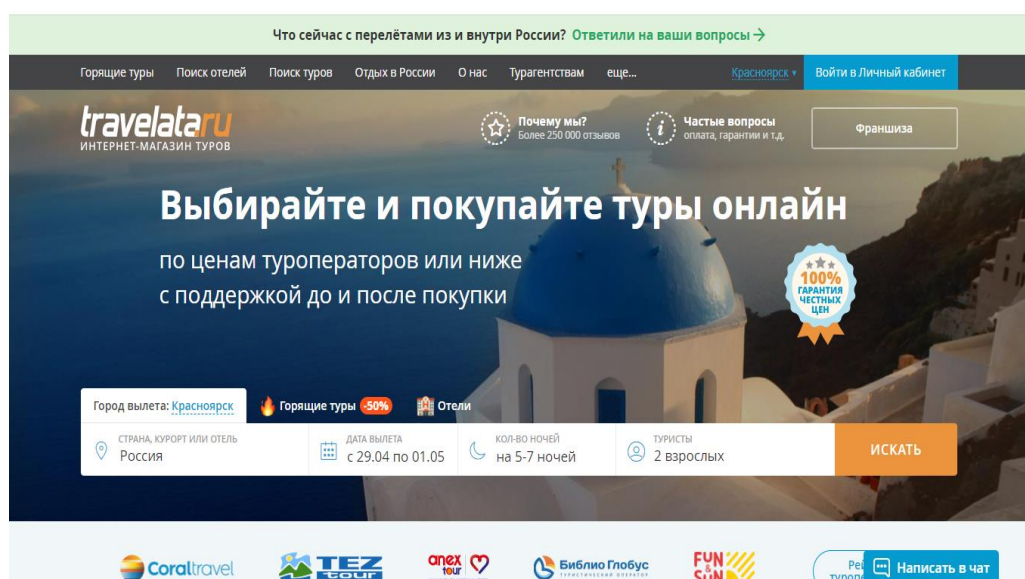 Что сейчас с перелётами из и внутри России? Ответили на ваши вопросы →
Горящие туры Поиск отелей Поиск туров Отдых в России О нас Турагентствам еще... Красноярск Войти в Личный кабинет
travelata.ru
ИНТЕРНЕТ-МАГАЗИН ТУРОВ
Почему мы?
Более 250 000 отзывов
i
Частые вопросы
оплата, гарантии и т.д.
Франшиза
Выбирайте и покупайте туры онлайн
по ценам туроператоров или ниже
с поддержкой до и после покупки
100%
ГАРАНТИЯ
ЧЕСТНЫХ
ЦЕН
Город вылета: Красноярск Горящие туры -50% Отели
СТРАНА, КУРОРТ ИЛИ ОТЕЛЬ
Россия
ДАТА ВЫЛЕТА
с 29.04 по 01.05
КОЛ-ВО НОЧЕЙ
на 5-7 ночей
ТУРИСТЫ
2 взрослых
ИСКАТЬ
Coraltravel
TEZ
tour
anex
tour
Библио Глобус
ТУРИСТИЧЕСКИЙ ОПЕРАТОР
FUN
&
SUN
Написать в чат